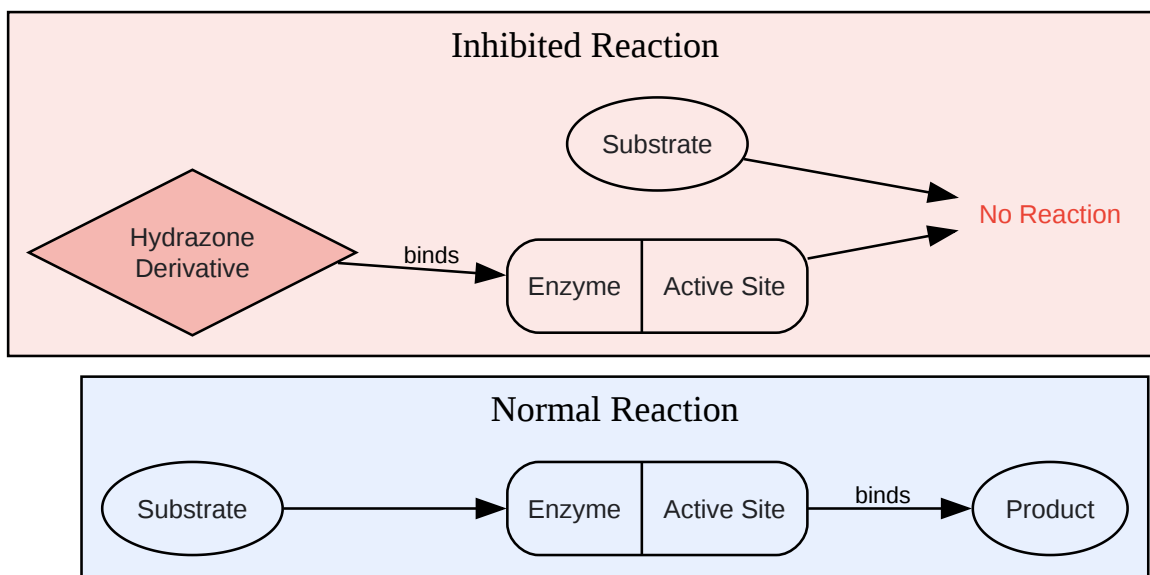 Inhibited Reaction
Substrate
No Reaction
Hydrazone
Derivative
binds
Enzyme
Active Site
Normal Reaction
Substrate
Enzyme
Active Site
binds
Product